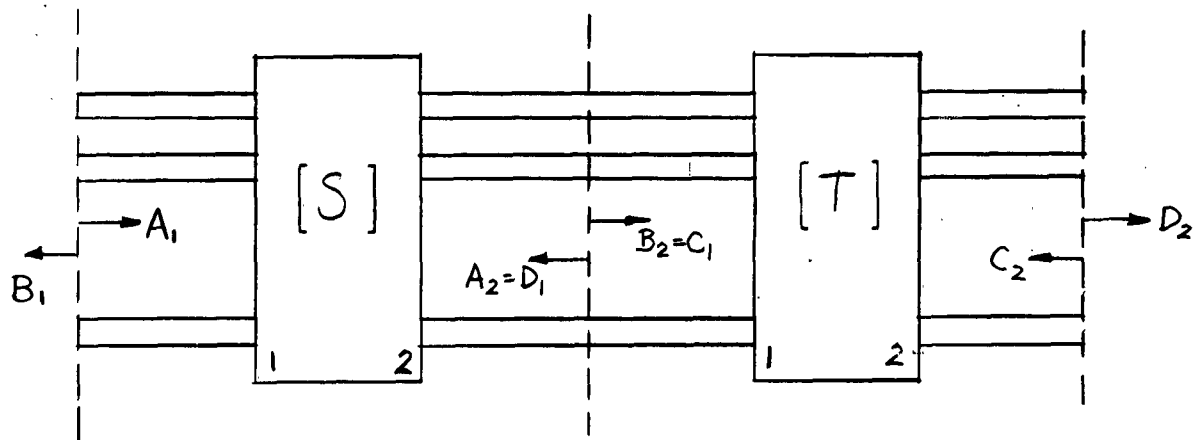 [S]
[T]
A₁
B₁
B₂=C₁
A₂=D₁
D₂
C₂
1
2
1
2